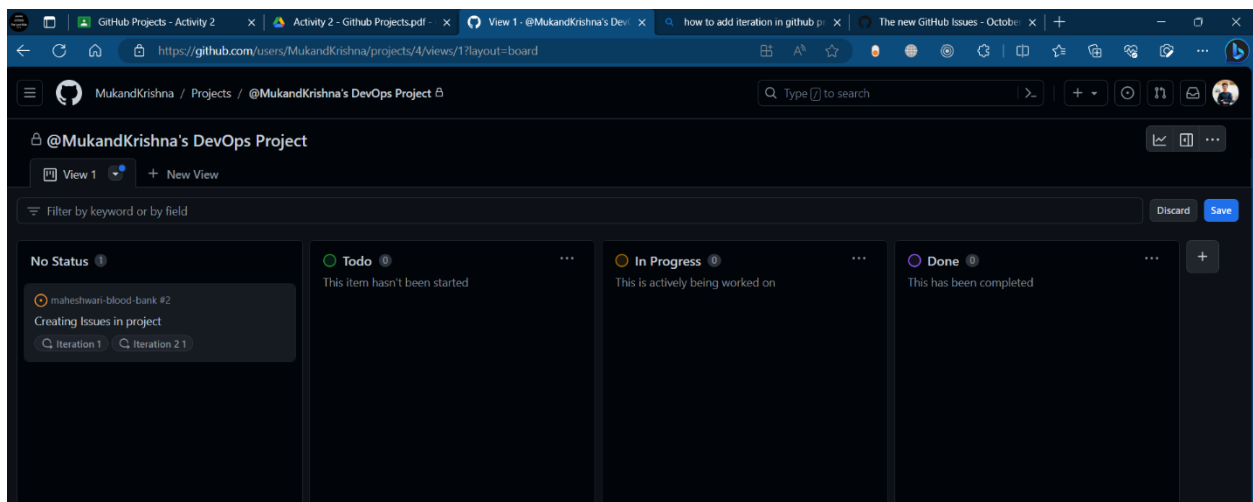 GitHub Projects - Activity 2
Activity 2 - Github Projects.pdf -
View 1 · @MukandKrishna's Dev
how to add iteration in github p
The new GitHub Issues - Octobe
https://github.com/users/MukandKrishna/projects/4/views/1?layout=board
MukandKrishna / Projects / @MukandKrishna's DevOps Project
Type / to search
@MukandKrishna's DevOps Project
View 1
+ New View
Filter by keyword or by field
Discard
Save
No Status 1
maheshwari-blood-bank #2
Creating Issues in project
Iteration 1
Iteration 2 1
Todo 0
This item hasn't been started
In Progress 0
This is actively being worked on
Done 0
This has been completed